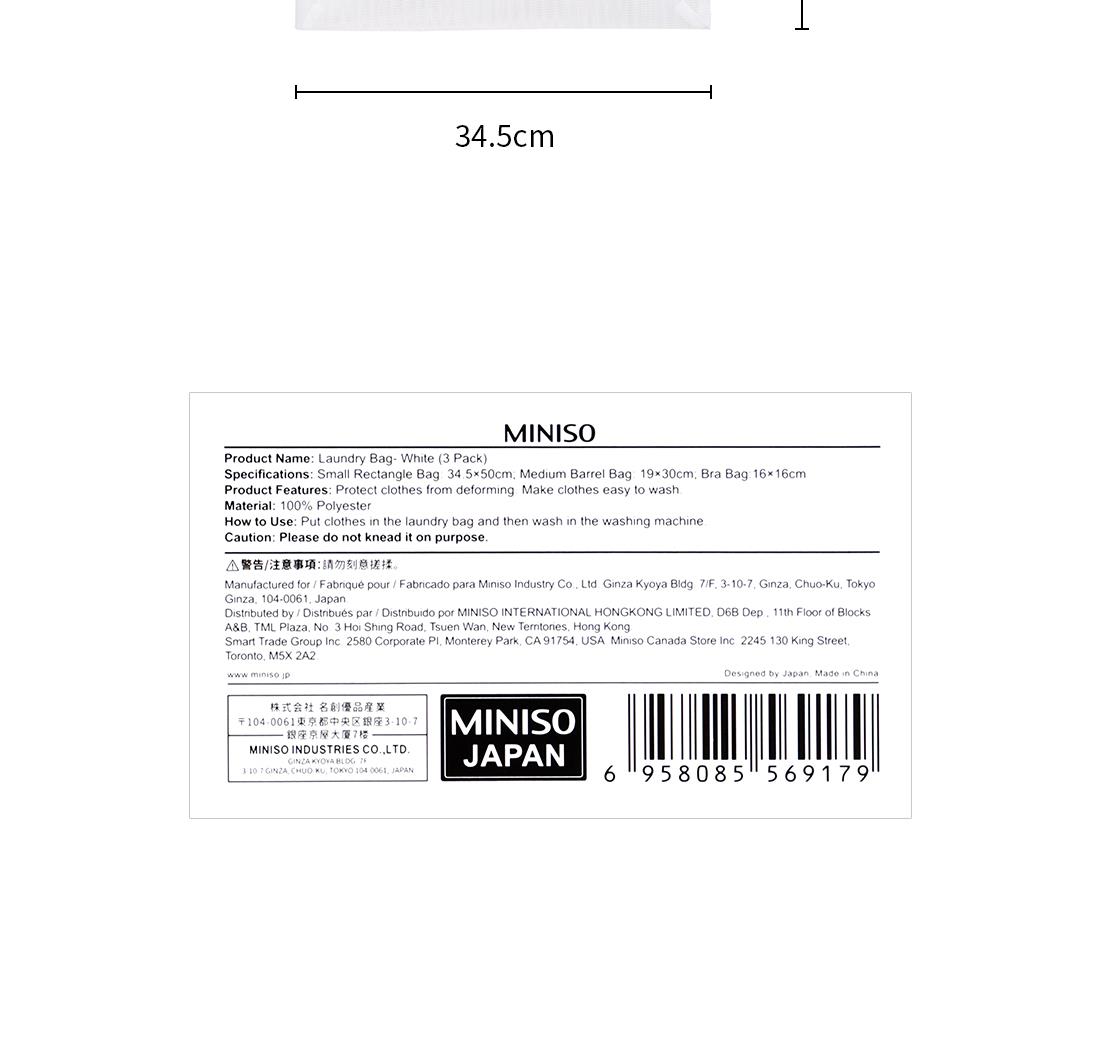 34.5cm
MINISO
Product Name: Laundry Bag- White (3 Pack)
Specifications: Small Rectangle Bag: 34.5×50cm; Medium Barrel Bag: 19×30cm; Bra Bag:16×16cm
Product Features: Protect clothes from deforming. Make clothes easy to wash.
Material: 100% Polyester
How to Use: Put clothes in the laundry bag and then wash in the washing machine.
Caution: Please do not knead it on purpose.
⚠警告/注意事項:請勿刻意搓揉。
Manufactured for / Fabriqué pour / Fabricado para Miniso Industry Co., Ltd. Ginza Kyoya Bldg. 7/F, 3-10-7, Ginza, Chuo-Ku, Tokyo
Ginza, 104-0061, Japan.
Distributed by / Distribués par / Distribuido por MINISO INTERNATIONAL HONGKONG LIMITED, D6B Dep., 11th Floor of Blocks
A&B, TML Plaza, No. 3 Hoi Shing Road, Tsuen Wan, New Territories, Hong Kong.
Smart Trade Group Inc. 2580 Corporate Pl, Monterey Park, CA 91754, USA. Miniso Canada Store Inc. 2245 130 King Street,
Toronto, M5X 2A2.
www.miniso.jp
Designed by Japan. Made in China
株式会社 名創優品産業
〒104-0061東京都中央区銀座3-10-7
銀座京屋大厦7楼
MINISO INDUSTRIES CO.,LTD.
GINZA KYOYA BLDG. 7F
3-10-7 GINZA, CHUO-KU, TOKYO 104-0061, JAPAN
MINISO
JAPAN
6 958085 569179